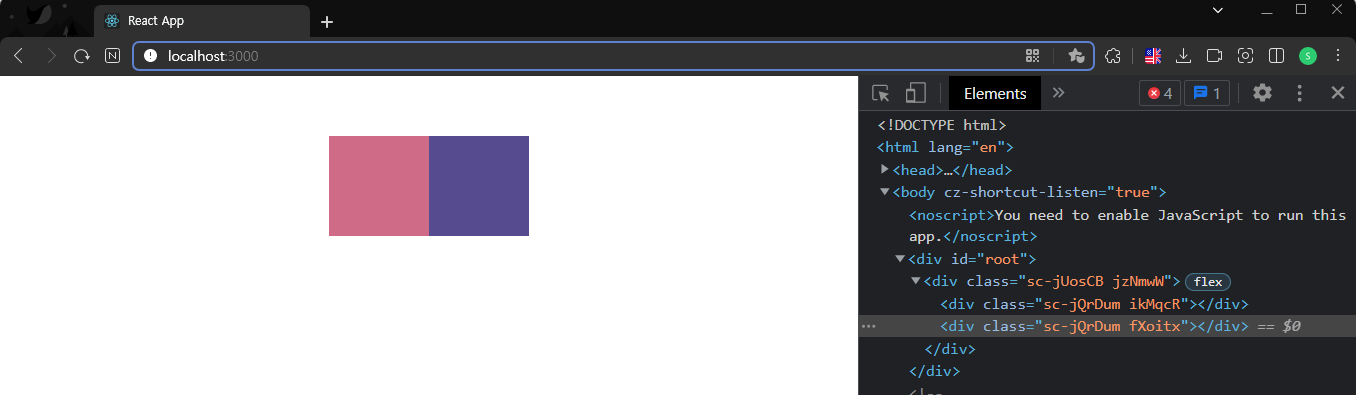 React App
localhost:3000
Elements
4
1
<!DOCTYPE html>
<html lang="en">
<head>…</head>
<body cz-shortcut-listen="true">
<noscript>You need to enable JavaScript to run this
app.</noscript>
<div id="root">
<div class="sc-jUosCB jzNmwW"> flex
<div class="sc-jQrDum ikMqcR"></div>
<div class="sc-jQrDum fXoitx"></div> == $0
</div>
</div>
<!--